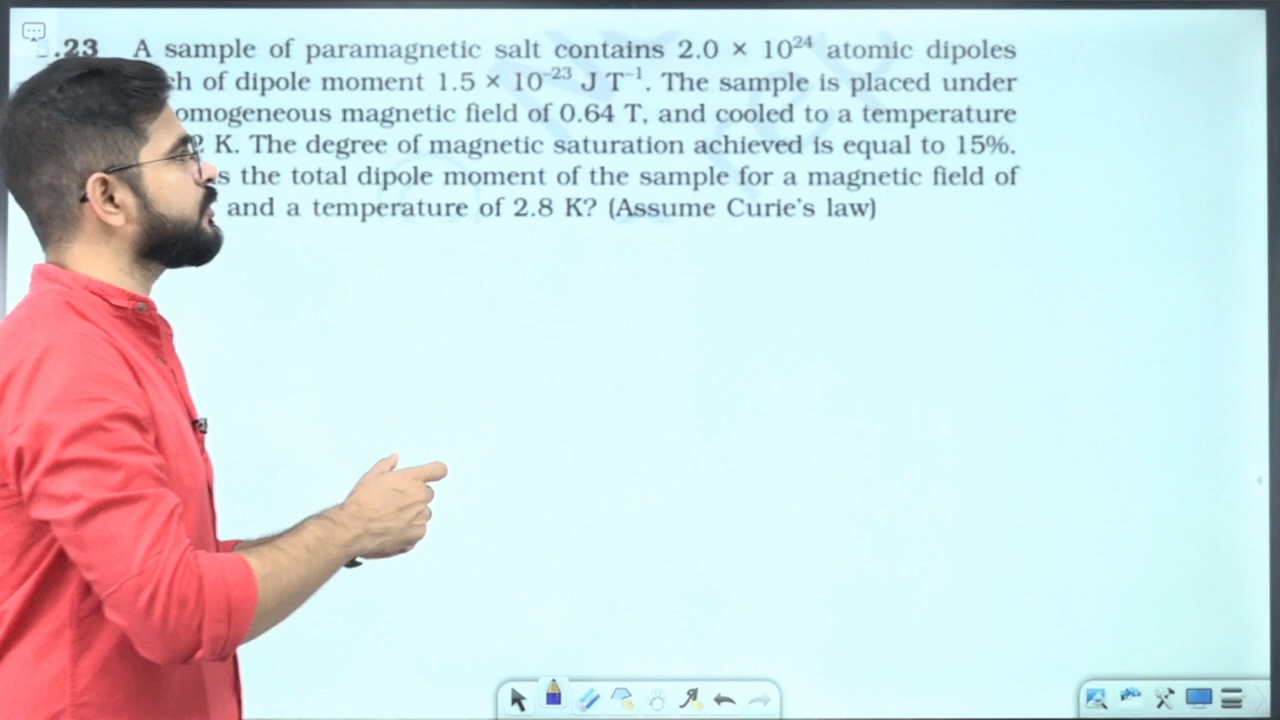 .23 A sample of paramagnetic salt contains 2.0 × 10²⁴ atomic dipoles
ch of dipole moment 1.5 × 10⁻²³ J T⁻¹. The sample is placed under
omogeneous magnetic field of 0.64 T, and cooled to a temperature
2 K. The degree of magnetic saturation achieved is equal to 15%.
s the total dipole moment of the sample for a magnetic field of
and a temperature of 2.8 K? (Assume Curie's law)